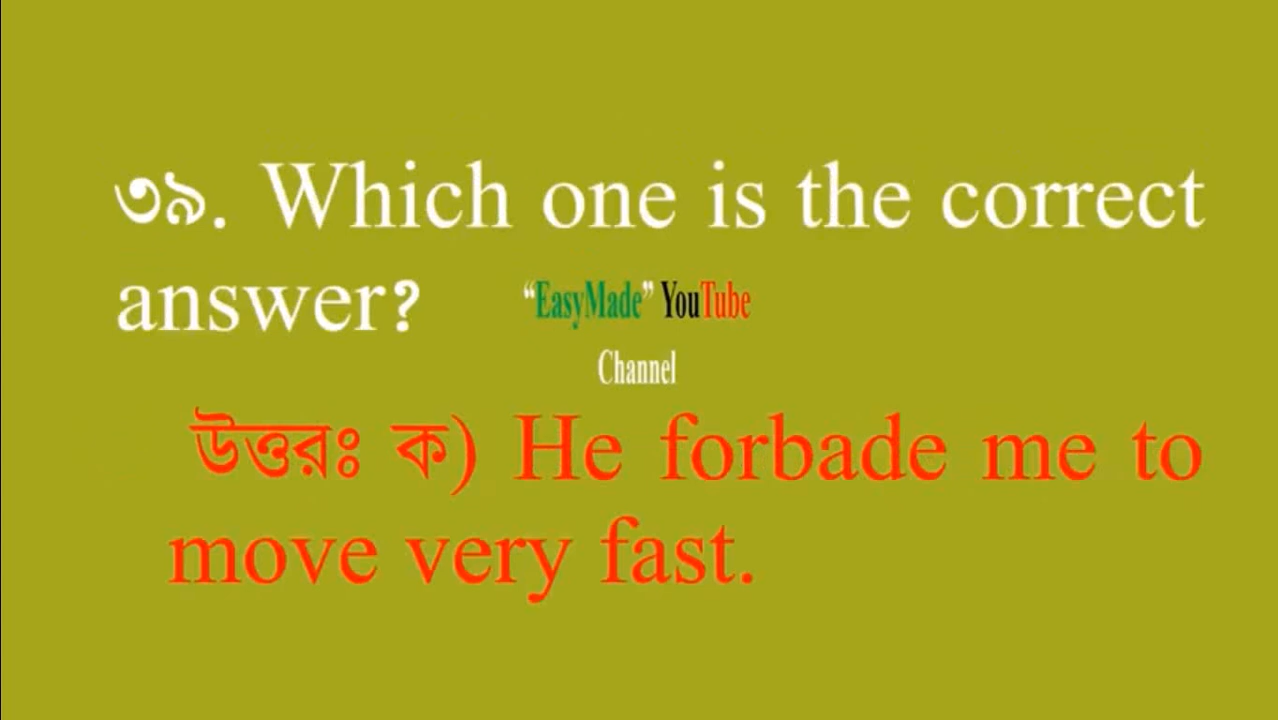 ৩৯. Which one is the correct
answer?
“EasyMade” YouTube
Channel
উত্তরঃ ক) He forbade me to
move very fast.